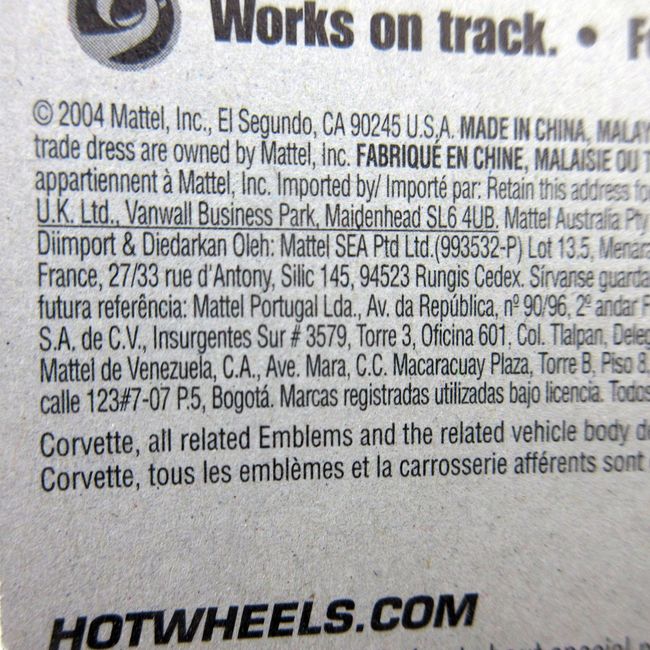 Works on track. •
© 2004 Mattel, Inc., El Segundo, CA 90245 U.S.A. MADE IN CHINA, MALAY
trade dress are owned by Mattel, Inc. FABRIQUÉ EN CHINE, MALAISIE OU T
appartiennent à Mattel, Inc. Imported by/ Importé par: Retain this address fo
U.K. Ltd., Vanwall Business Park, Maidenhead SL6 4UB. Mattel Australia Pty
Diimport & Diedarkan Oleh: Mattel SEA Ptd Ltd.(993532-P) Lot 13.5, Menara
France, 27/33 rue d'Antony, Silic 145, 94523 Rungis Cedex. Sírvanse guarda
futura referência: Mattel Portugal Lda., Av. da República, nº 90/96, 2º andar F
S.A. de C.V., Insurgentes Sur # 3579, Torre 3, Oficina 601, Col. Tlalpan, Deleg
Mattel de Venezuela, C.A., Ave. Mara, C.C. Macaracuay Plaza, Torre B, Piso 8,
calle 123#7-07 P.5, Bogotá. Marcas registradas utilizadas bajo licencia. Todos
Corvette, all related Emblems and the related vehicle body de
Corvette, tous les emblèmes et la carrosserie afférents sont
HOTWHEELS.COM